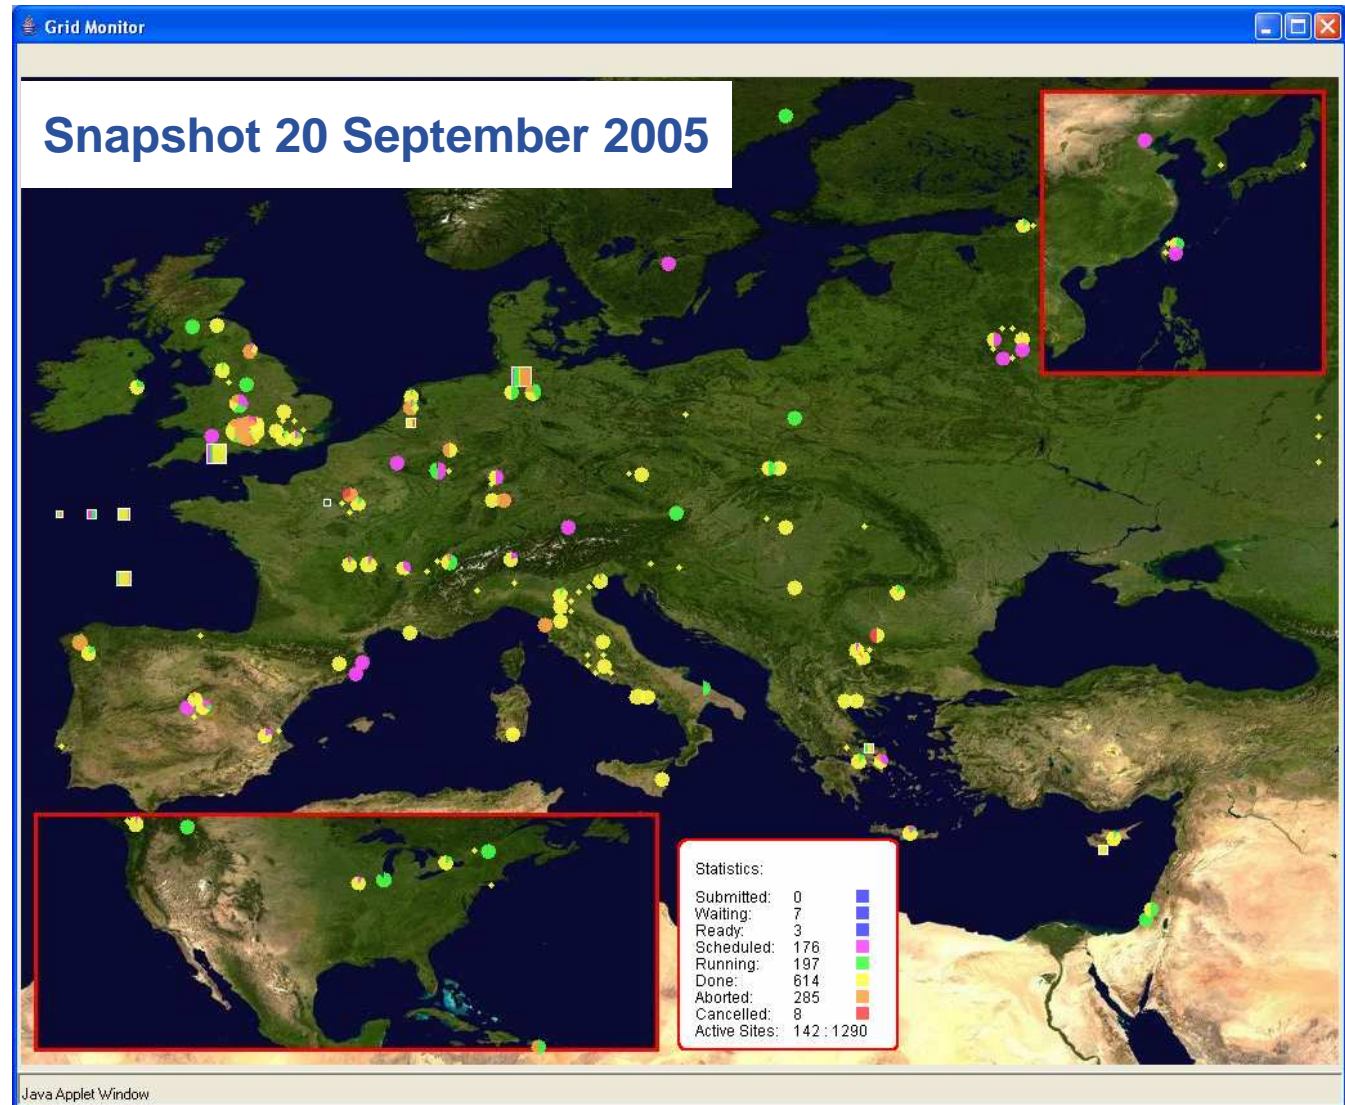 Grid Monitor
Snapshot 20 September 2005
Statistics:
Submitted: 0
Waiting: 7
Ready: 3
Scheduled: 176
Running: 197
Done: 614
Aborted: 285
Cancelled: 8
Active Sites: 142 : 1290
Java Applet Window